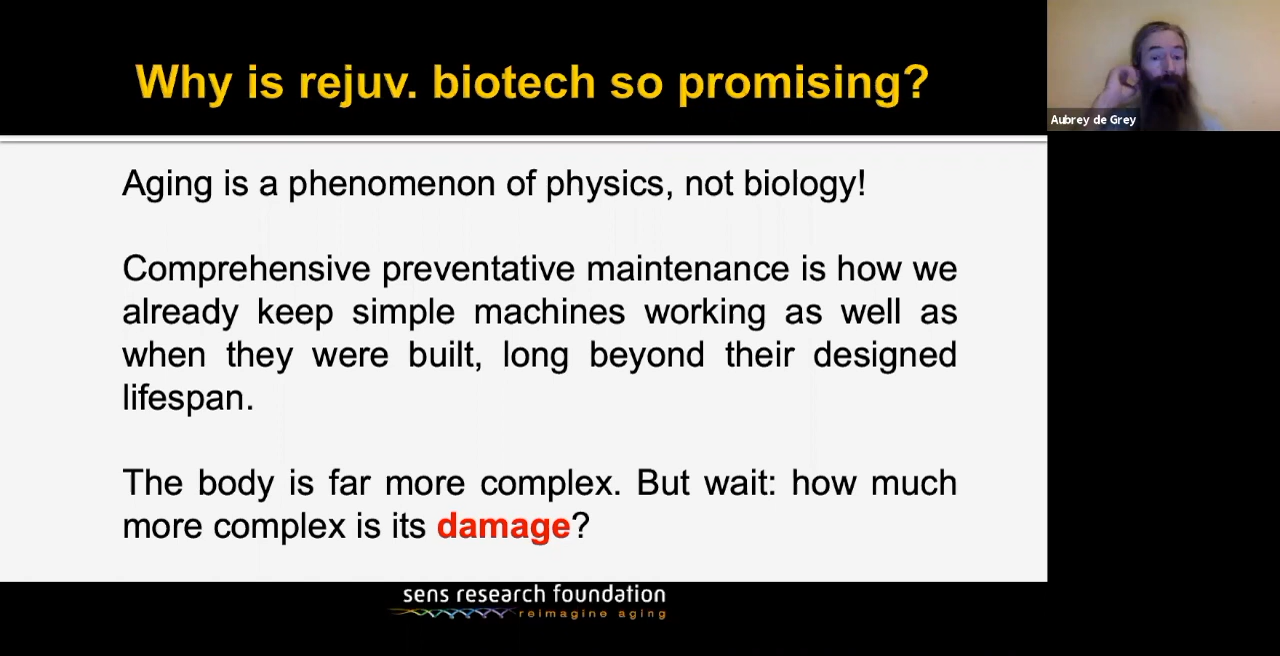 Why is rejuv. biotech so promising?
Aubrey de Grey
Aging is a phenomenon of physics, not biology!
Comprehensive preventative maintenance is how we
already keep simple machines working as well as
when they were built, long beyond their designed
lifespan.
The body is far more complex. But wait: how much
more complex is its damage?
sens research foundation
reimagine aging